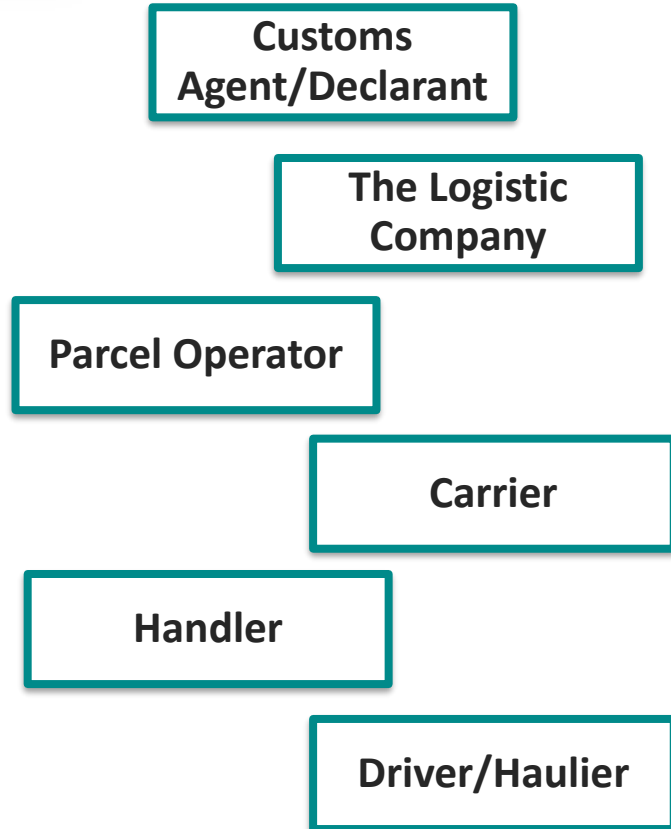 Customs
Agent/Declarant
The Logistic
Company
Parcel Operator
Carrier
Handler
Driver/Haulier